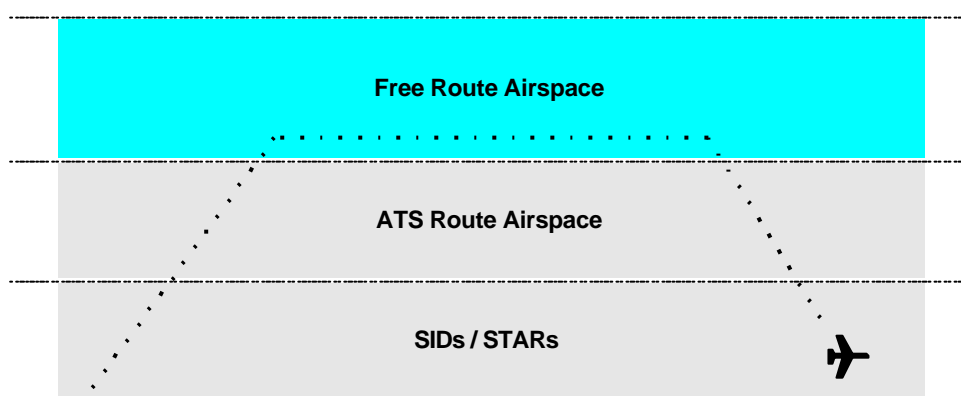 Free Route Airspace
ATS Route Airspace
SIDs / STARs